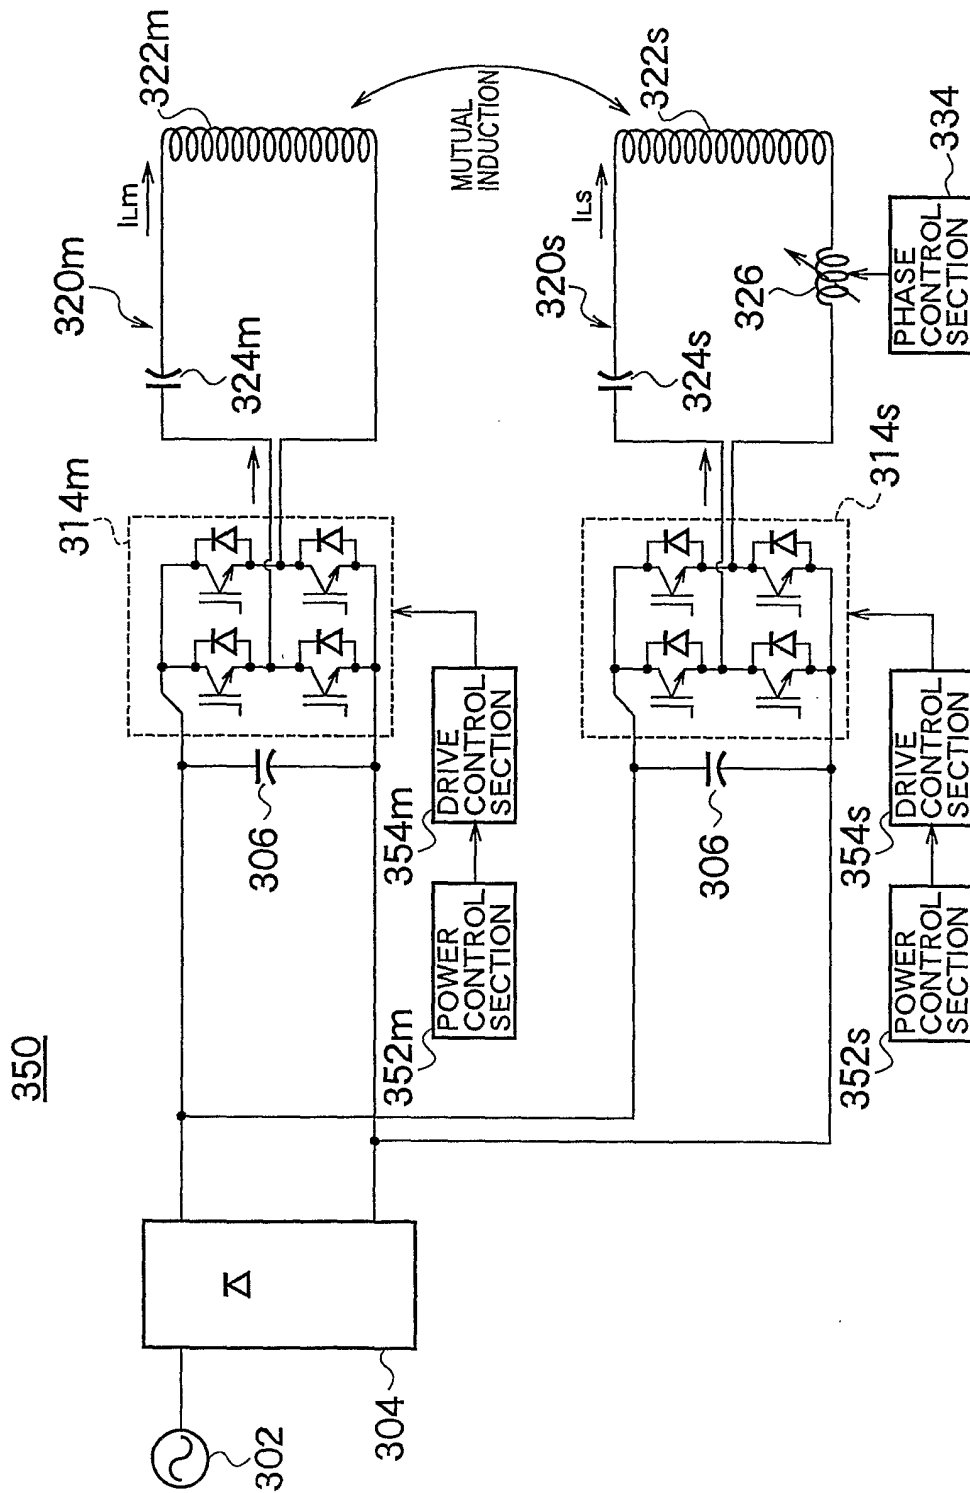 350
302
304
306
352m
POWER
CONTROL
SECTION
354m
DRIVE
CONTROL
SECTION
314m
320m
324m
ILm
322m
MUTUAL
INDUCTION
306
352s
POWER
CONTROL
SECTION
354s
DRIVE
CONTROL
SECTION
314s
320s
324s
ILs
322s
326
334
PHASE
CONTROL
SECTION